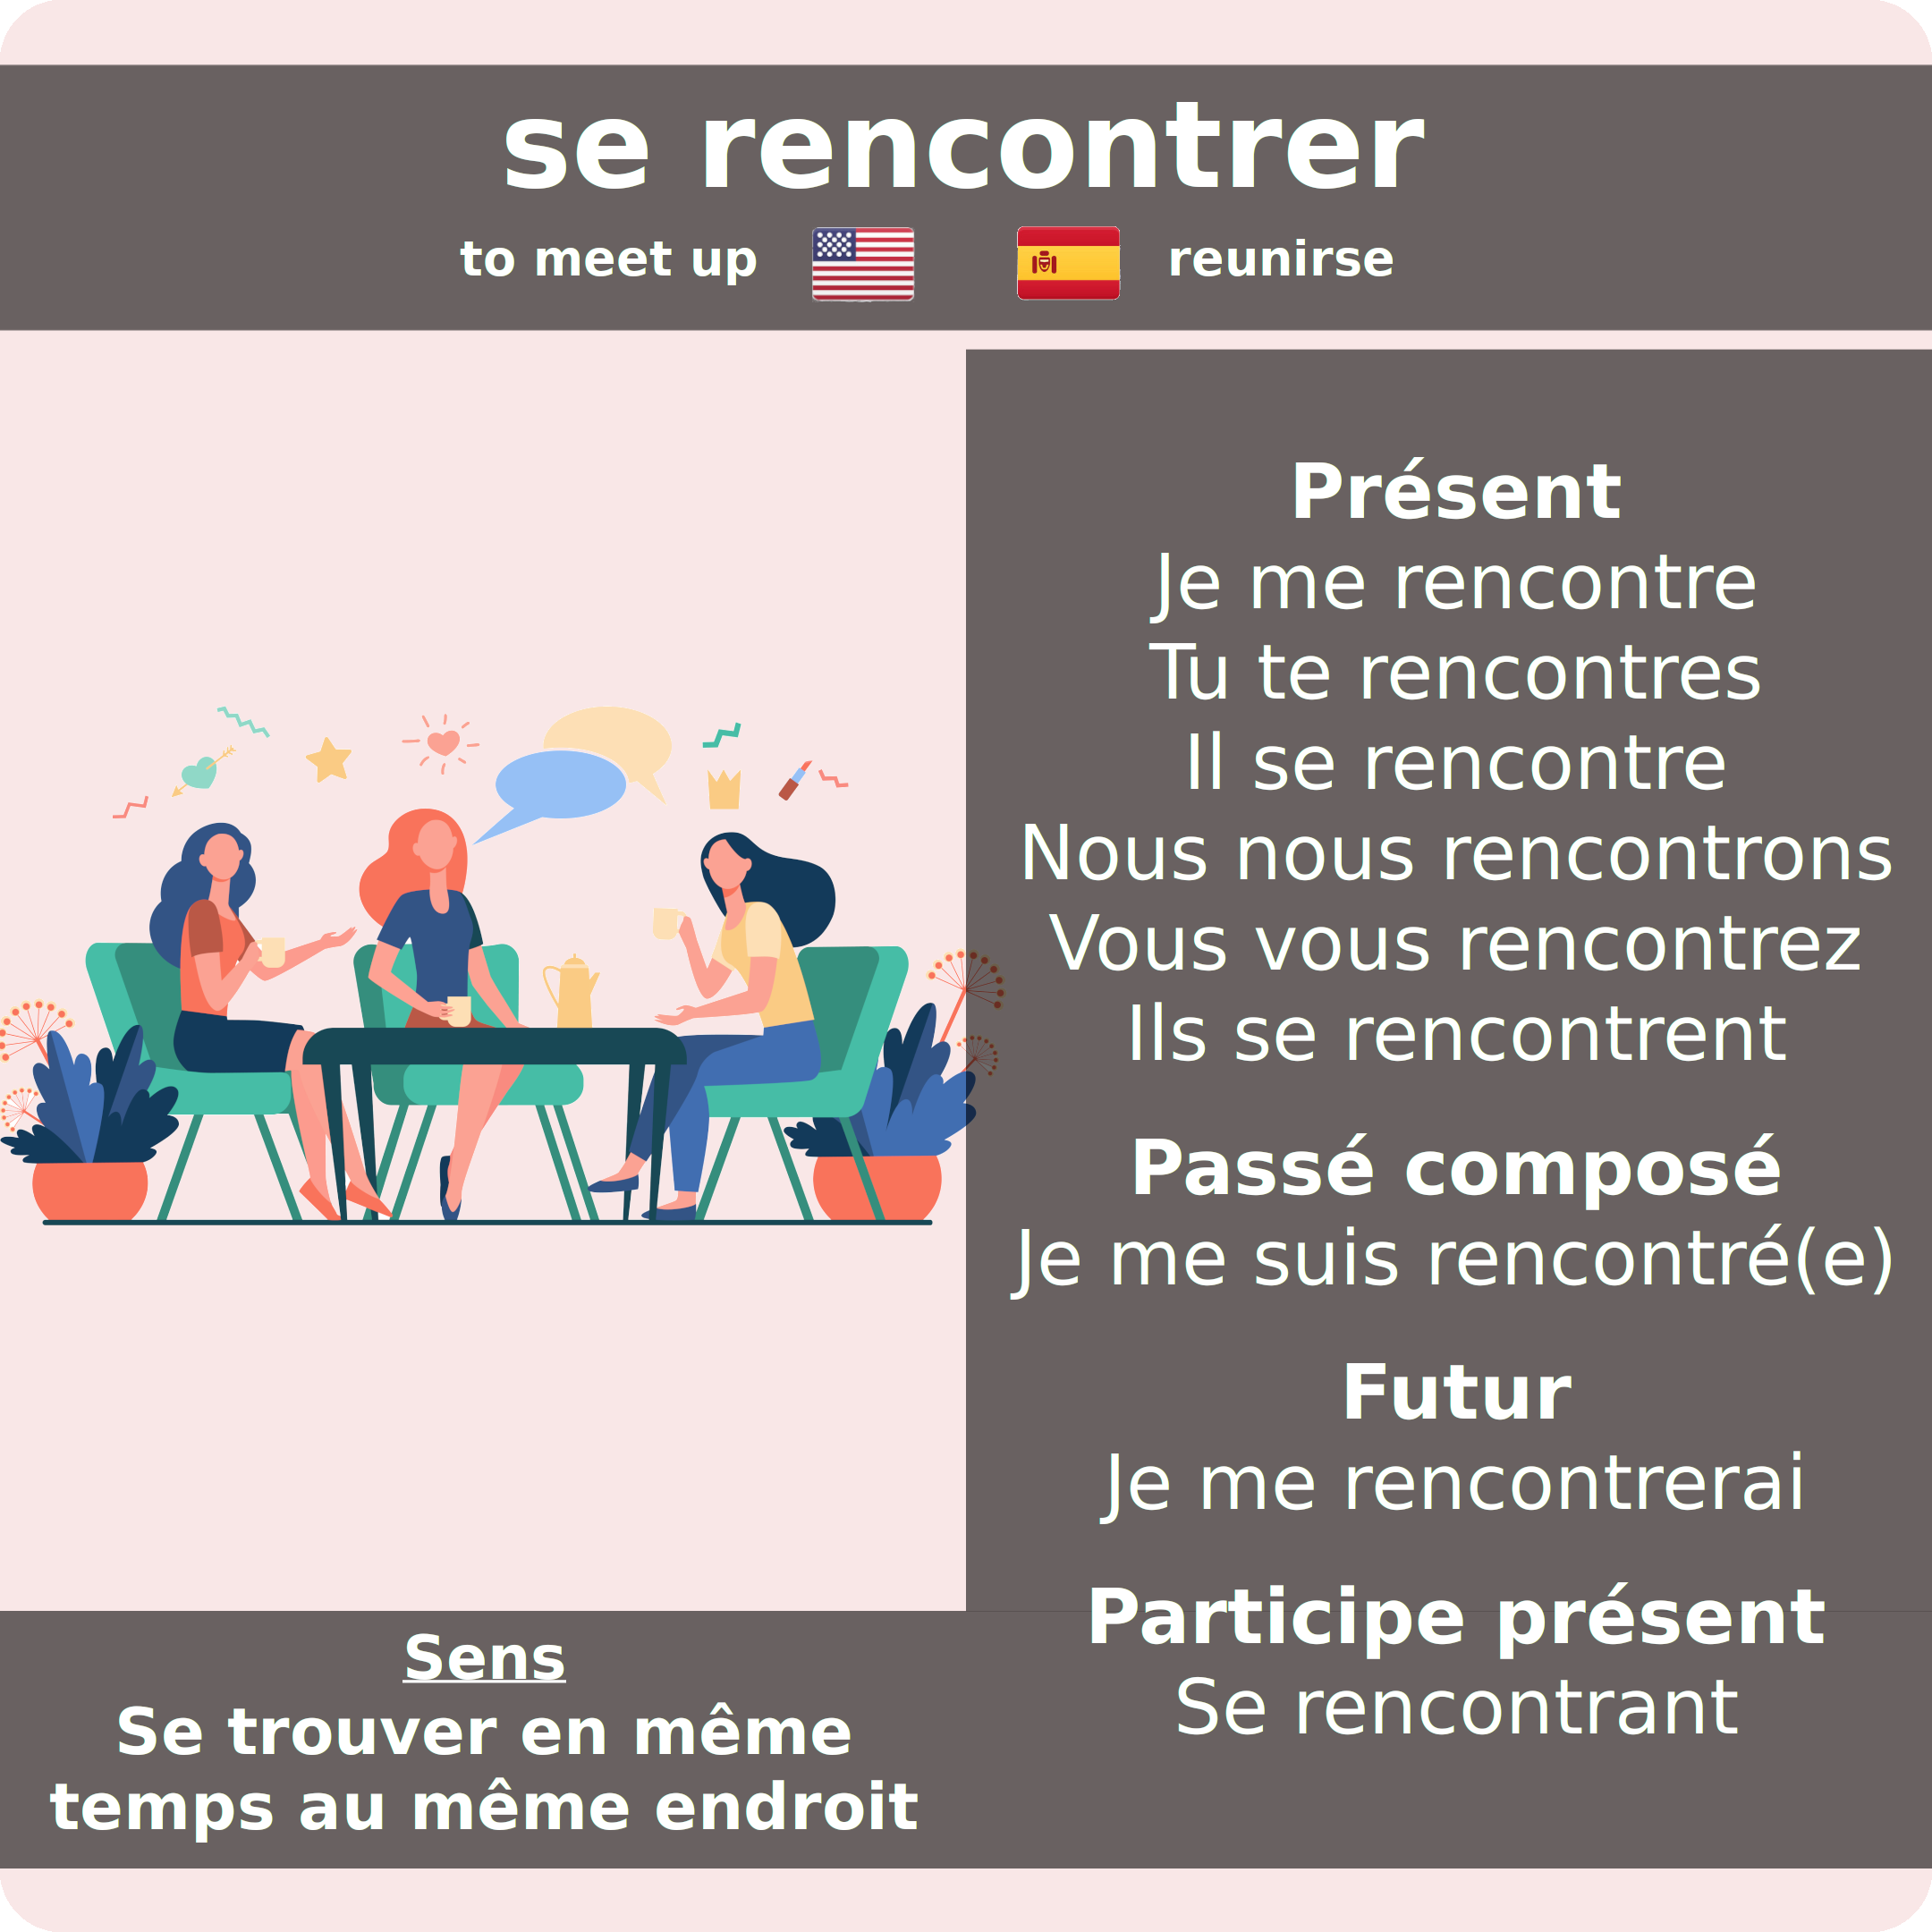 se rencontrer
to meet up
reunirse
Présent
Je me rencontre
Tu te rencontres
Il se rencontre
Nous nous rencontrons
Vous vous rencontrez
Ils se rencontrent
Passé composé
Je me suis rencontré(e)
Futur
Je me rencontrerai
Participe présent
Se rencontrant
Sens
Se trouver en même
temps au même endroit